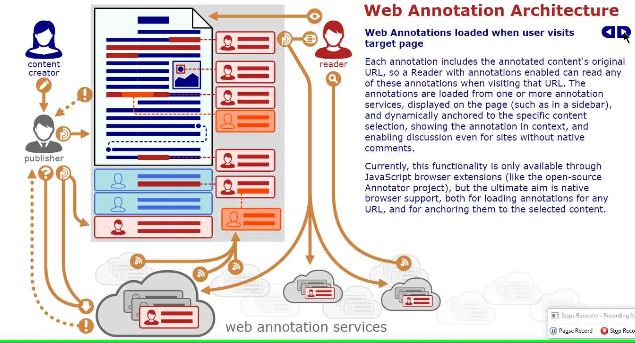 Web Annotation Architecture
Web Annotations loaded when user visits
target page
Each annotation includes the annotated content's original
URL, so a Reader with annotations enabled can read any
of these annotations when visiting that URL. The
annotations are loaded from one or more annotation
services, displayed on the page (such as in a sidebar),
and dynamically anchored to the specific content
selection, showing the annotation in context, and
enabling discussion even for sites without native
comments.
Currently, this functionality is only available through
JavaScript browser extensions (like the open-source
Annotator project), but the ultimate aim is native
browser support, both for loading annotations for any
URL, and for anchoring them to the selected content.
content
creator
reader
publisher
web annotation services
Steps Recorder - Recording N
Pause Record
Stop Reco